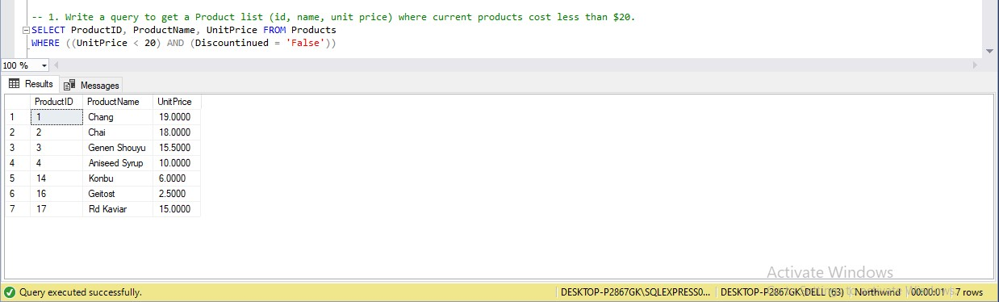 -- 1. Write a query to get a Product list (id, name, unit price) where current products cost less than $20.
SELECT ProductID, ProductName, UnitPrice FROM Products
WHERE ((UnitPrice < 20) AND (Discountinued = 'False'))
100 %
Results Messages
ProductID ProductName UnitPrice
1 1 Chang 19.0000
2 2 Chai 18.0000
3 3 Genen Shouyu 15.5000
4 4 Aniseed Syrup 10.0000
5 14 Konbu 6.0000
6 16 Geitost 2.5000
7 17 Rd Kaviar 15.0000
Activate Windows
Query executed successfully. DESKTOP-P2867GK\SQLEXPRESS0... DESKTOP-P2867GK\DELL (63) Northwind 00:00:01 7 rows